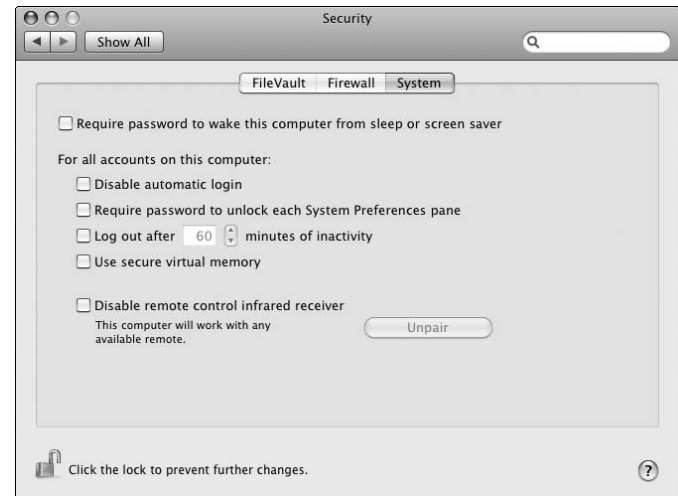 Security
Show All
FileVault Firewall System
Require password to wake this computer from sleep or screen saver
For all accounts on this computer:
Disable automatic login
Require password to unlock each System Preferences pane
Log out after 60 minutes of inactivity
Use secure virtual memory
Disable remote control infrared receiver
This computer will work with any
available remote.
Unpair
Click the lock to prevent further changes.
?